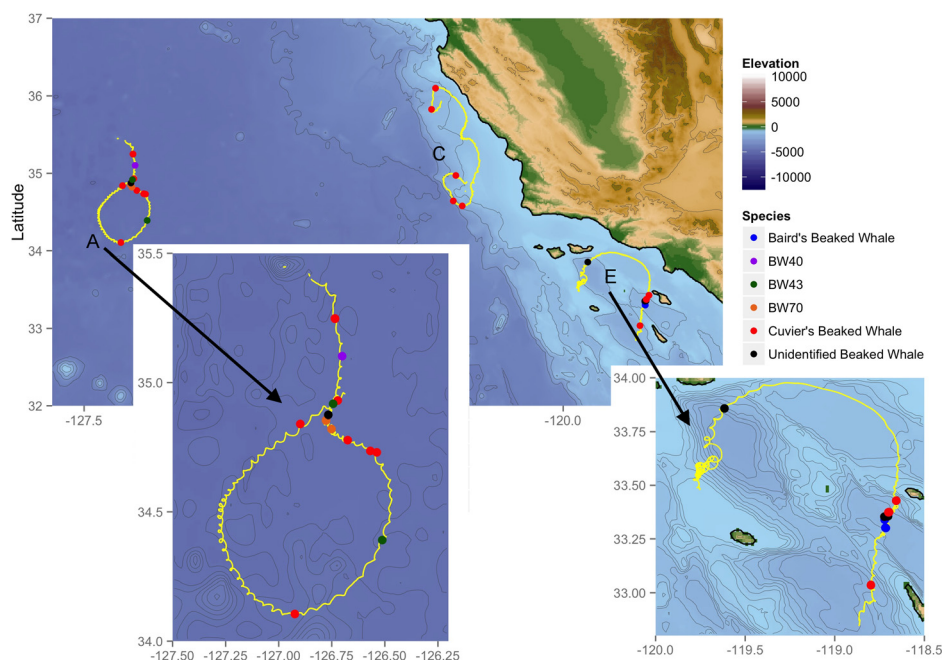 37
36
35
34
33
32
Latitude
-127.5
-120.0
A
C
E
Elevation
10000
5000
0
-5000
-10000
Species
Baird's Beaked Whale
BW40
BW43
BW70
Cuvier's Beaked Whale
Unidentified Beaked Whale
35.5
35.0
34.5
34.0
-127.50 -127.25 -127.00 -126.75 -126.50 -126.25
34.00
33.75
33.50
33.25
33.00
-120.0 -119.5 -119.0 -118.5